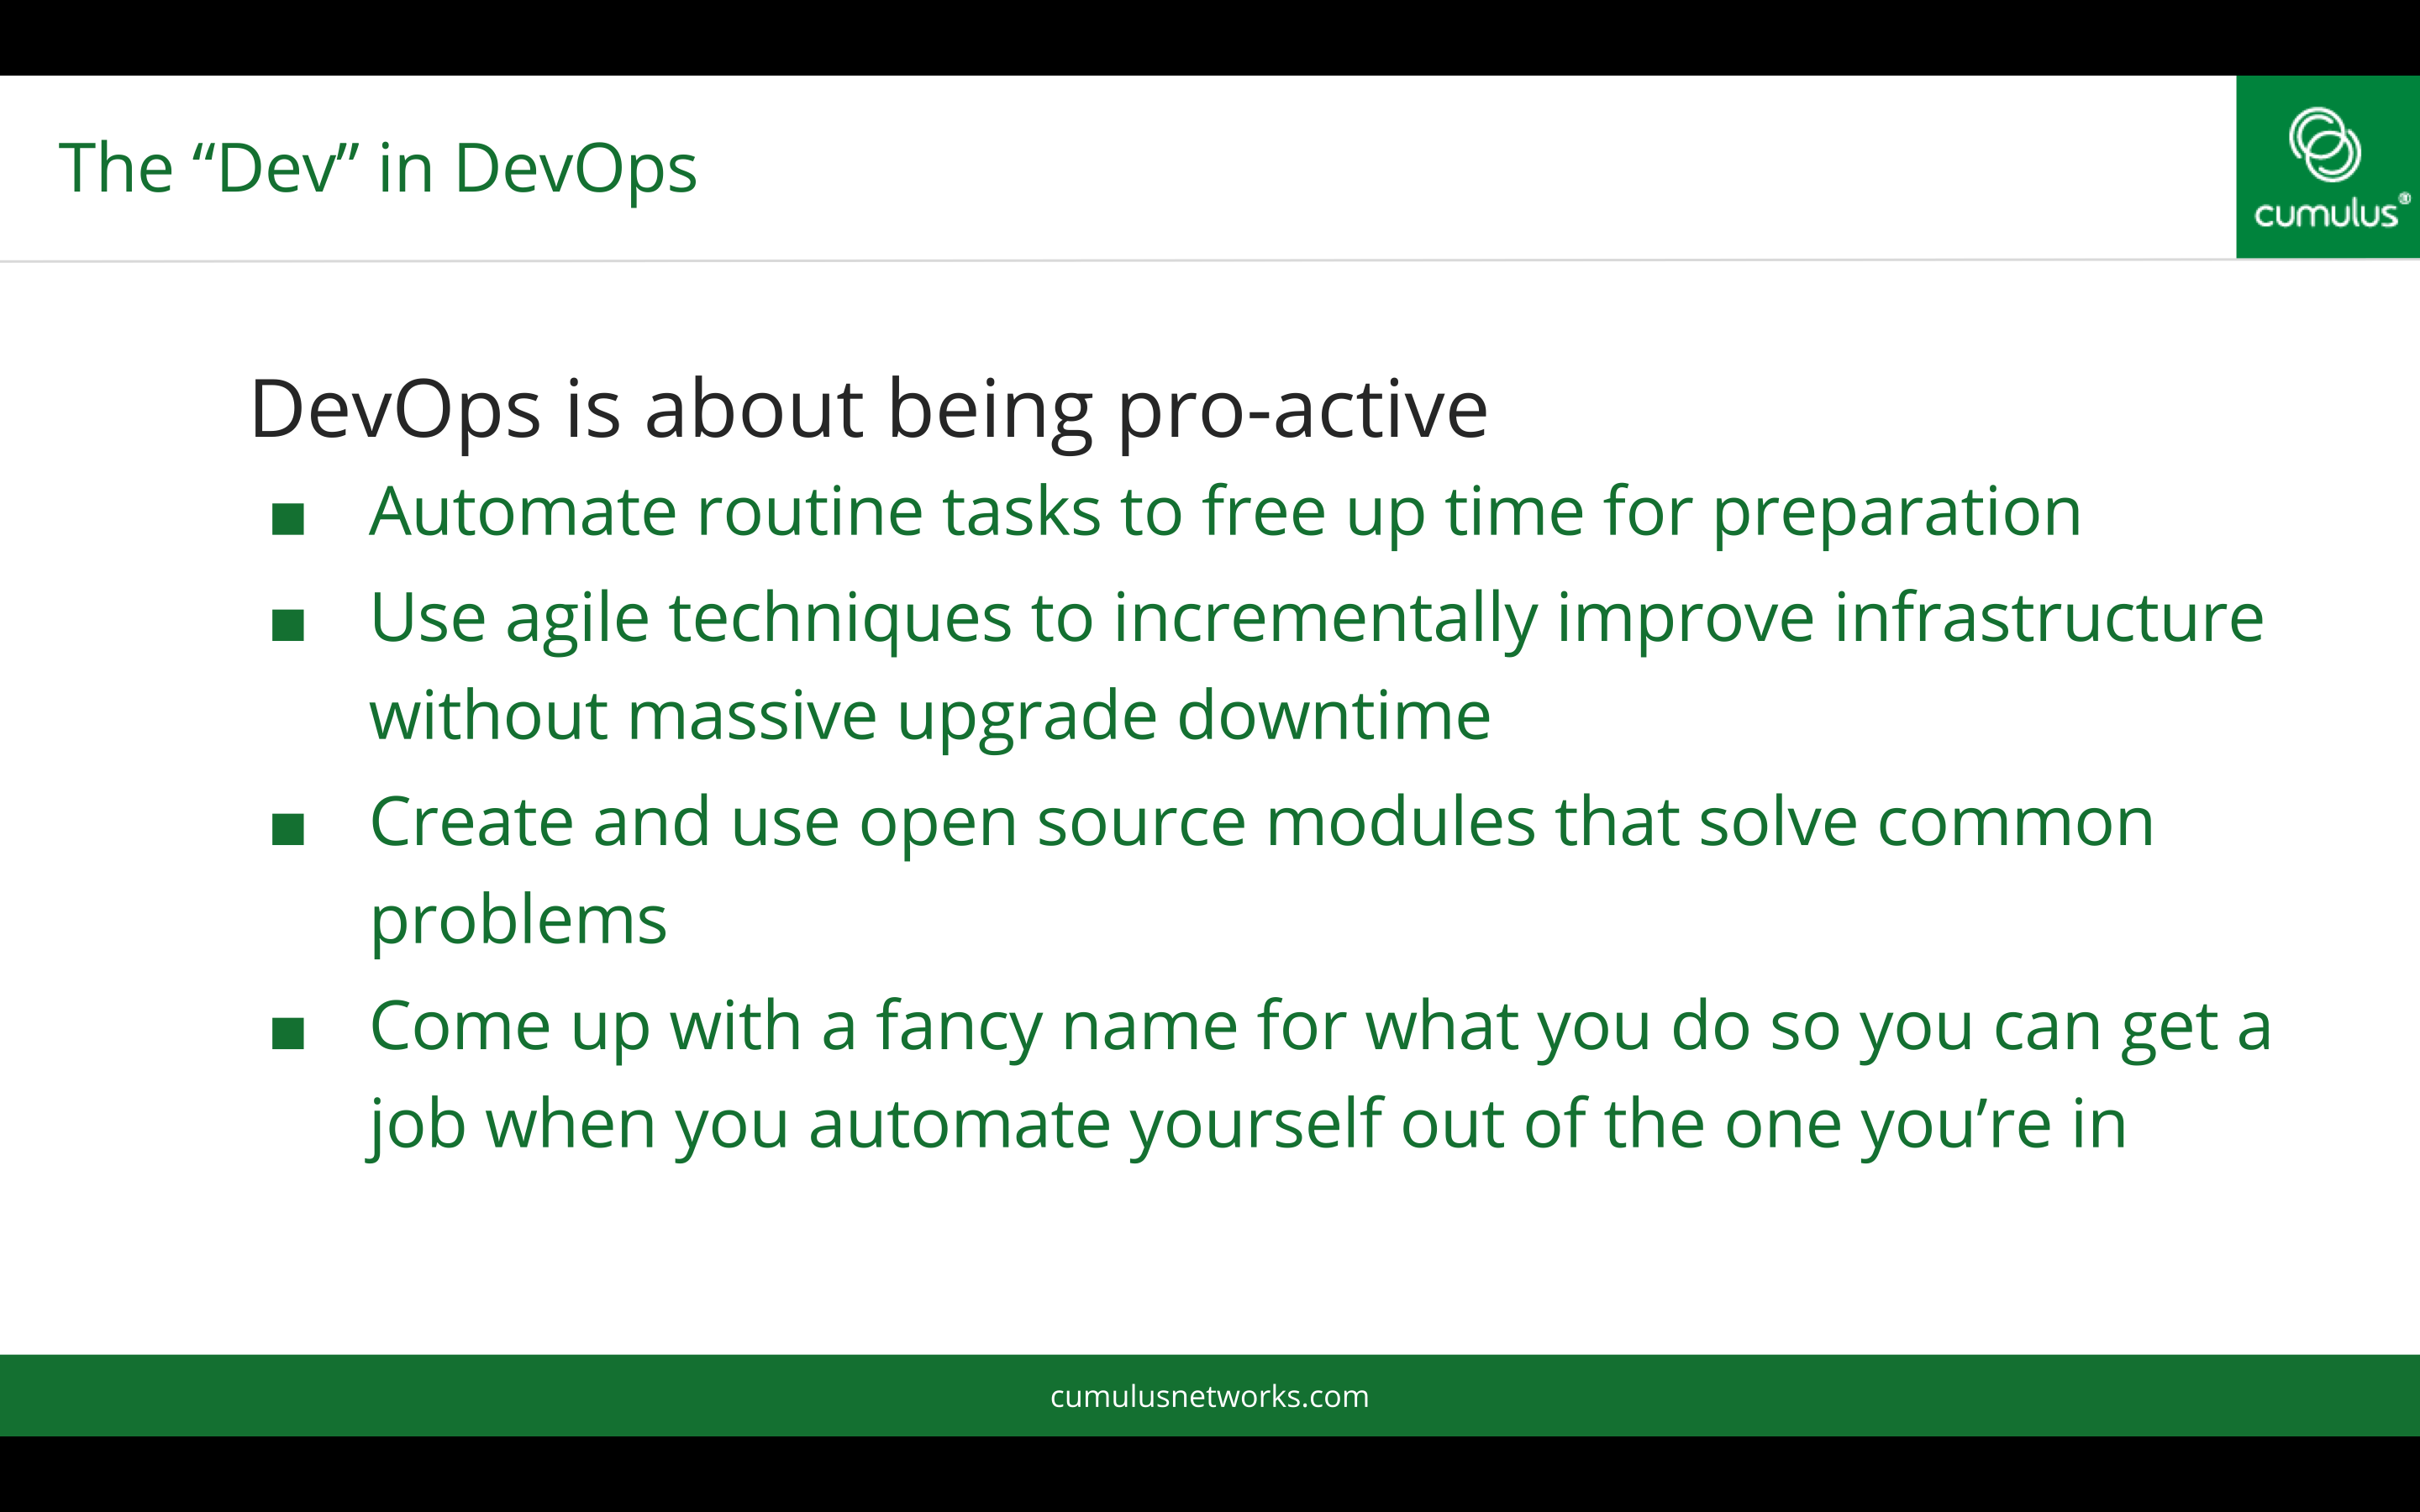 The “Dev” in DevOps
cumulus®
DevOps is about being pro-active
■ Automate routine tasks to free up time for preparation
■ Use agile techniques to incrementally improve infrastructure
without massive upgrade downtime
■ Create and use open source modules that solve common
problems
■ Come up with a fancy name for what you do so you can get a
job when you automate yourself out of the one you’re in
cumulusnetworks.com